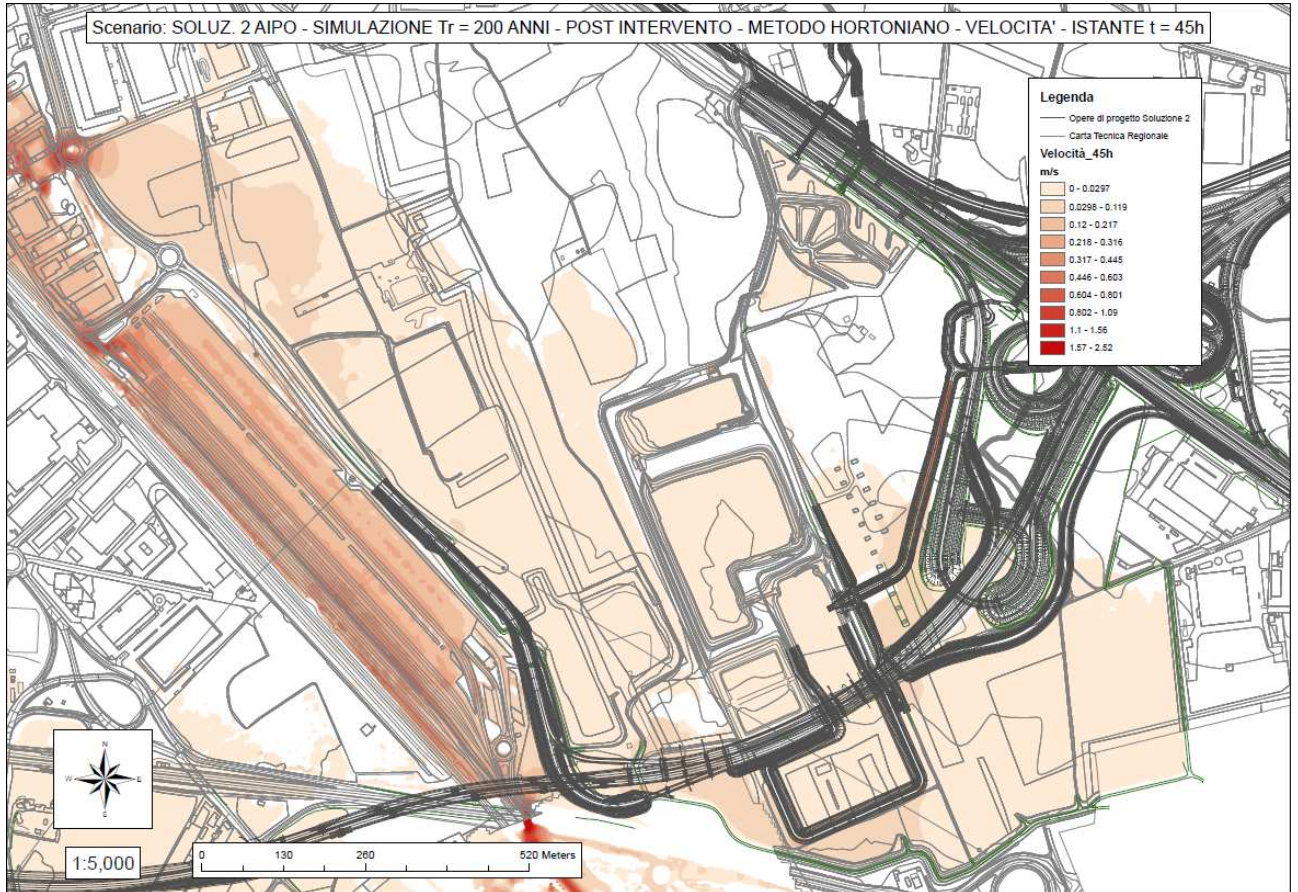 Scenario: SOLUZ. 2 AIPO - SIMULAZIONE Tr = 200 ANNI - POST INTERVENTO - METODO HORTONIANO - VELOCITA' - ISTANTE t = 45h
Legenda
Opere di progetto Soluzione 2
Carta Tecnica Regionale
Velocità_45h
m/s
0 - 0.0297
0.0298 - 0.119
0.12 - 0.217
0.218 - 0.316
0.317 - 0.445
0.446 - 0.603
0.604 - 0.801
0.802 - 1.09
1.1 - 1.56
1.57 - 2.52
N
W E
S
1:5,000
0 130 260 520 Meters